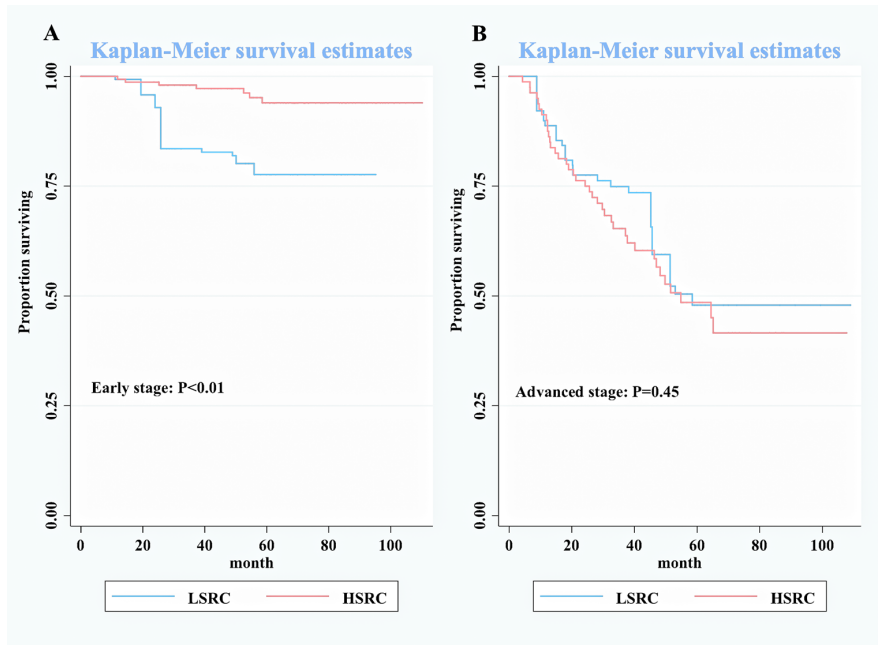 A
Kaplan-Meier survival estimates
Proportion surviving
1.00
0.75
0.50
0.25
0.00
Early stage: P<0.01
0 20 40 60 80 100
month
LSRC HSRC
B
Kaplan-Meier survival estimates
Proportion surviving
1.00
0.75
0.50
0.25
0.00
Advanced stage: P=0.45
0 20 40 60 80 100
month
LSRC HSRC